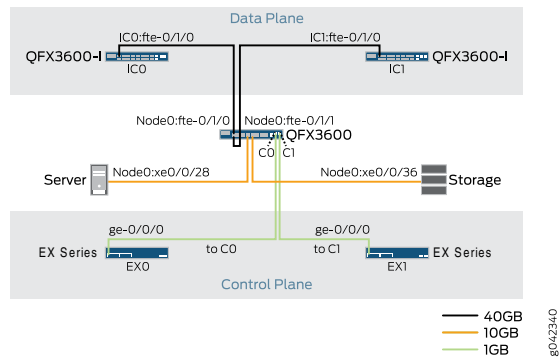 Data Plane
IC0:fte-0/1/0
IC1:fte-0/1/0
QFX3600-I
IC0
IC1
QFX3600-I
Node0:fte-0/1/0
Node0:fte-0/1/1
QFX3600
C0
C1
Server
Node0:xe0/0/28
Node0:xe0/0/36
Storage
ge-0/0/0
ge-0/0/0
EX Series
to C0
to C1
EX Series
EX0
EX1
Control Plane
40GB
10GB
1GB
g042340